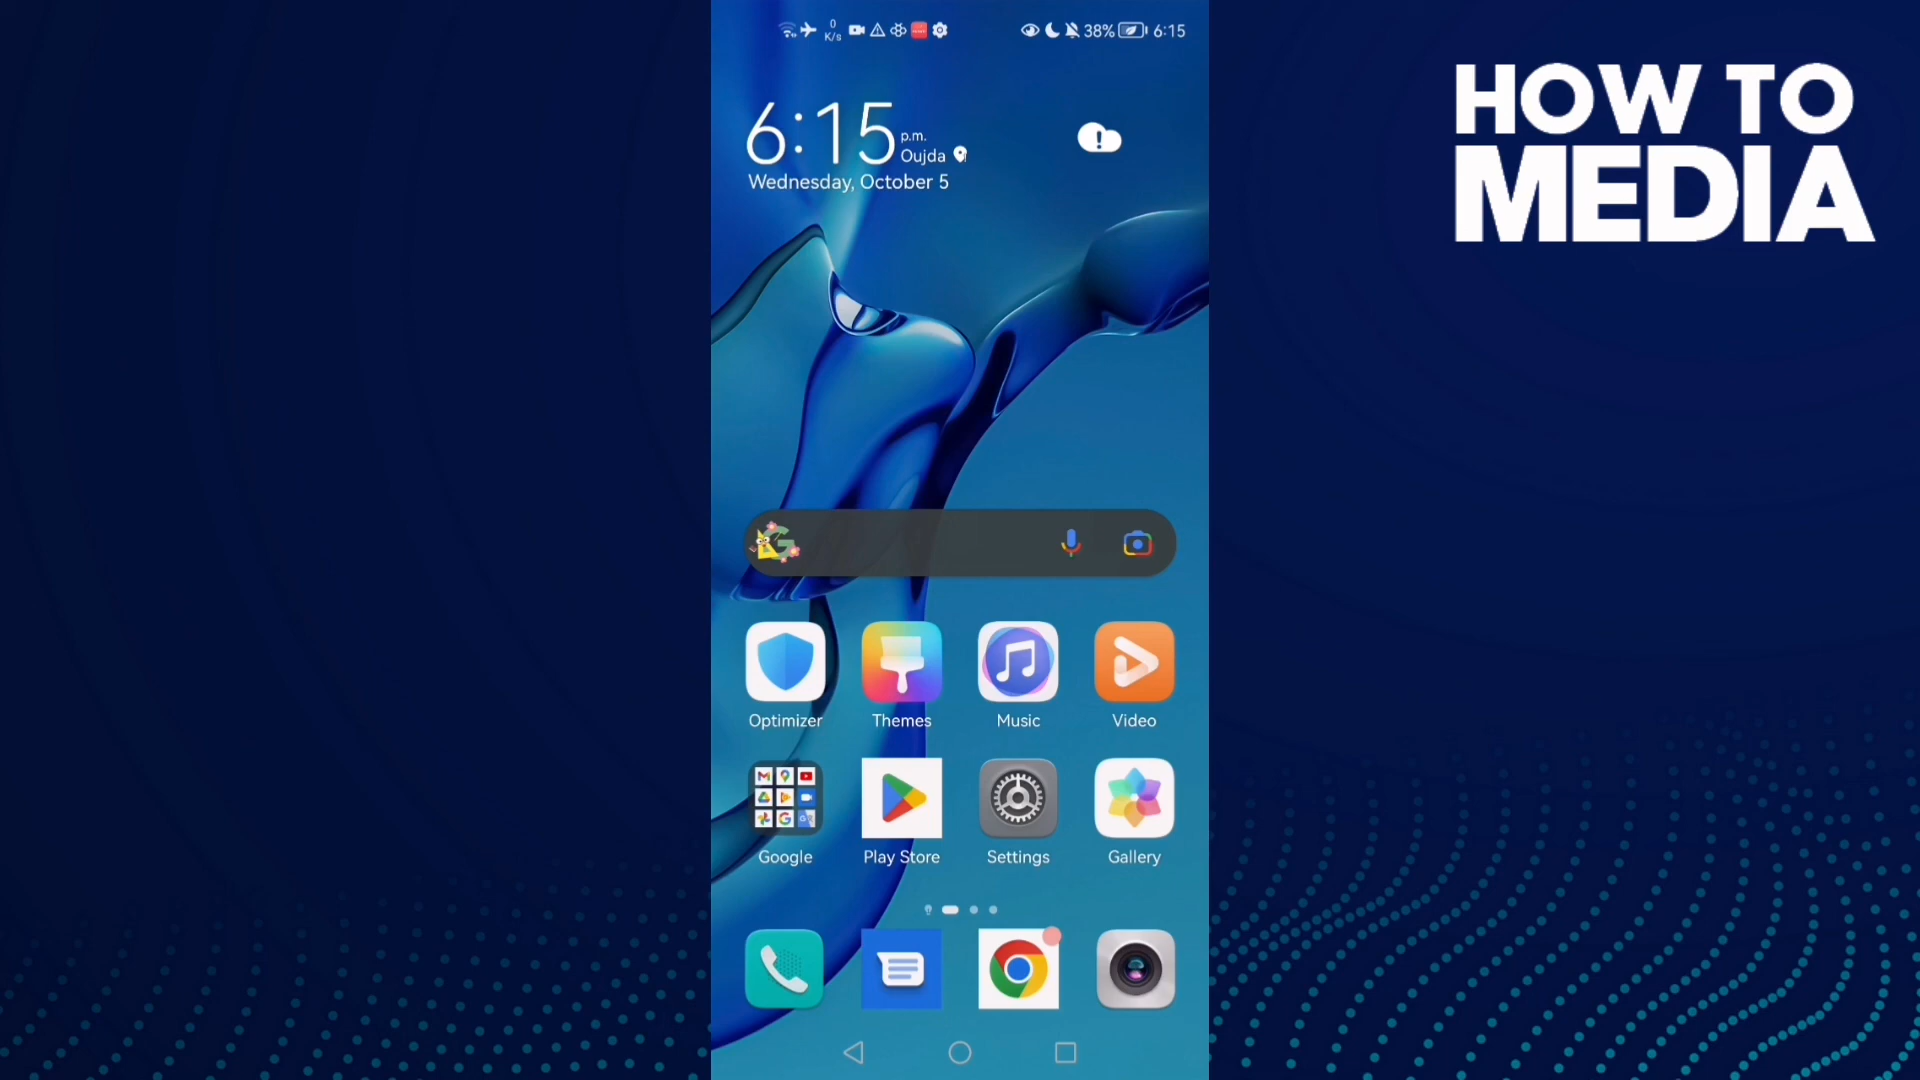 0
K/s
38%
6:15
HOW TO
MEDIA
6:15
p.m.
Oujda
Wednesday, October 5
Optimizer
Themes
Music
Video
Google
Play Store
Settings
Gallery